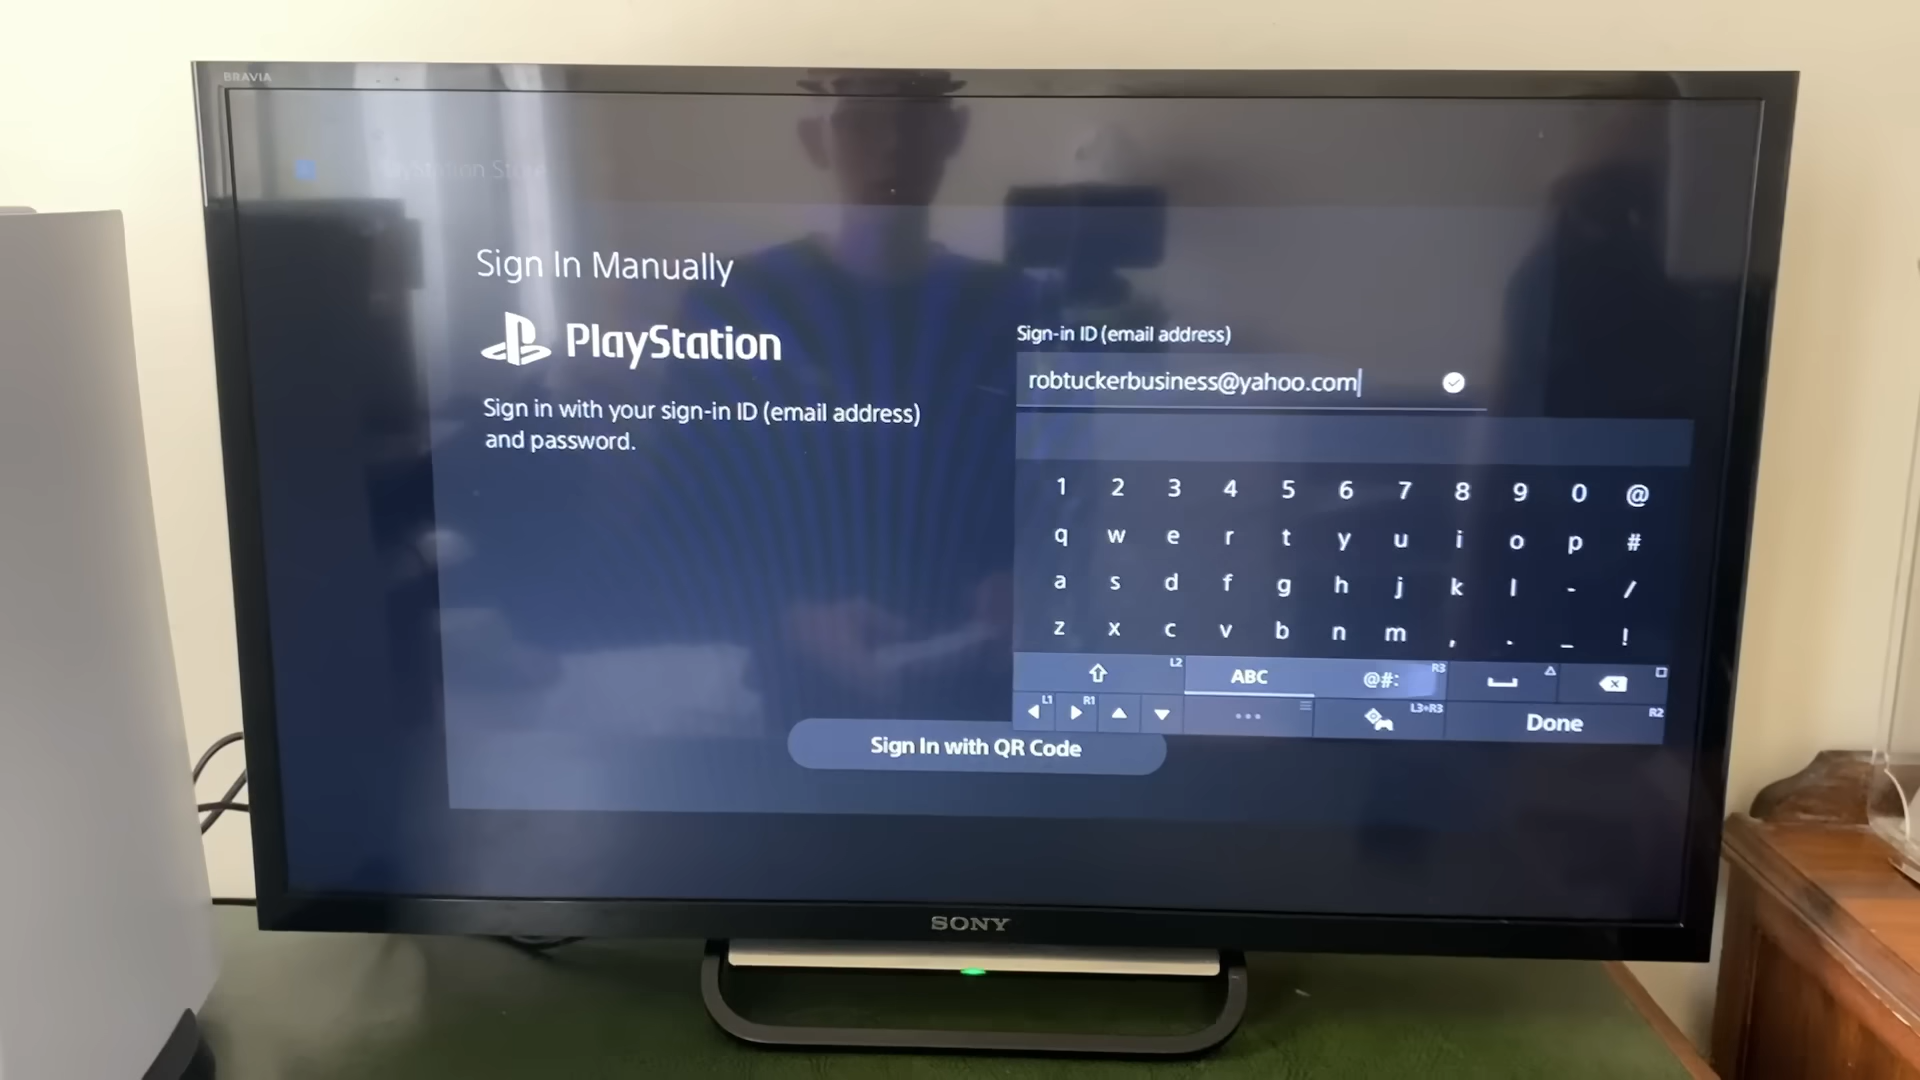 BRAVIA
PlayStation Store
Sign In Manually
PlayStation
Sign in with your sign-in ID (email address)
and password.
Sign-in ID (email address)
robtuckerbusiness@yahoo.com
1 2 3 4 5 6 7 8 9 0 @
q w e r t y u i o p #
a s d f g h j k l - /
z x c v b n m , . _ !
L2 ABC @#: R3
L1 R1 ... L3+R3 Done R2
Sign In with QR Code
SONY